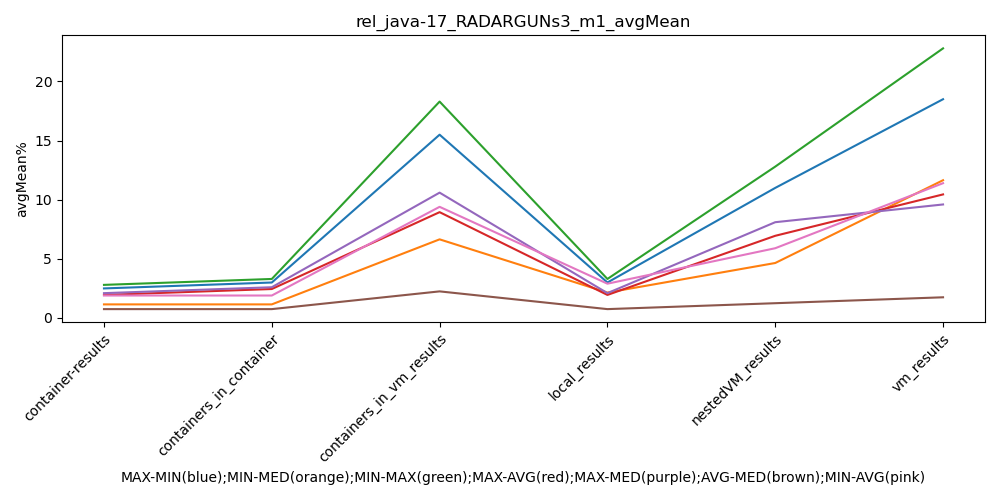 rel_java-17_RADARGUNs3_m1_avgMean
avgMean%
20
15
10
5
0
container-results
containers_in_container
containers_in_vm_results
local_results
nestedVM_results
vm_results
MAX-MIN(blue);MIN-MED(orange);MIN-MAX(green);MAX-AVG(red);MAX-MED(purple);AVG-MED(brown);MIN-AVG(pink)